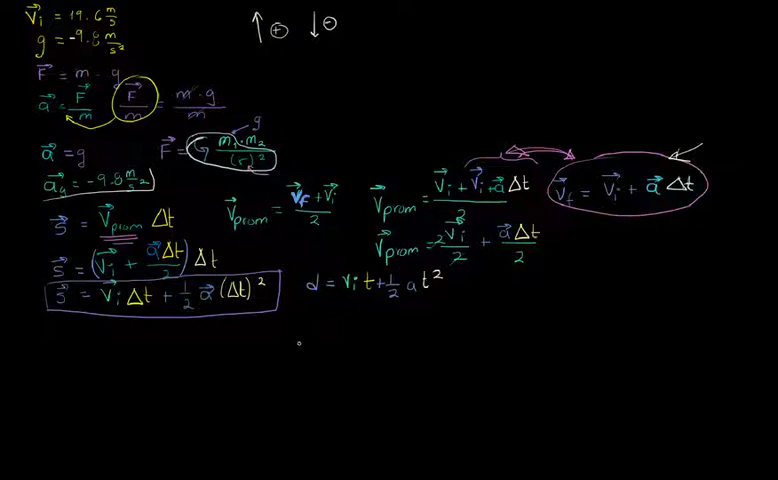 v⃗i = 19.6 m/s
g = -9.8 m/s²
↑ ⊕ ↓ ⊖
F⃗ = m · g
a⃗ = F⃗/m F⃗/m = m · g/m
a⃗ = g F⃗ = G m₁ · m₂/(r)² g
a⃗g = -9.8 m/s²
v⃗prom = v⃗f + v⃗i/2 v⃗prom = v⃗i + v⃗i + a⃗ Δt/2 v⃗f = v⃗i + a⃗ Δt
s⃗ = v⃗prom Δt v⃗prom = 2v⃗i/2 + a⃗Δt/2
s⃗ = (v⃗i + a⃗Δt/2) Δt
s⃗ = v⃗i Δt + 1/2 a⃗ (Δt)² d = vi t + 1/2 a t²